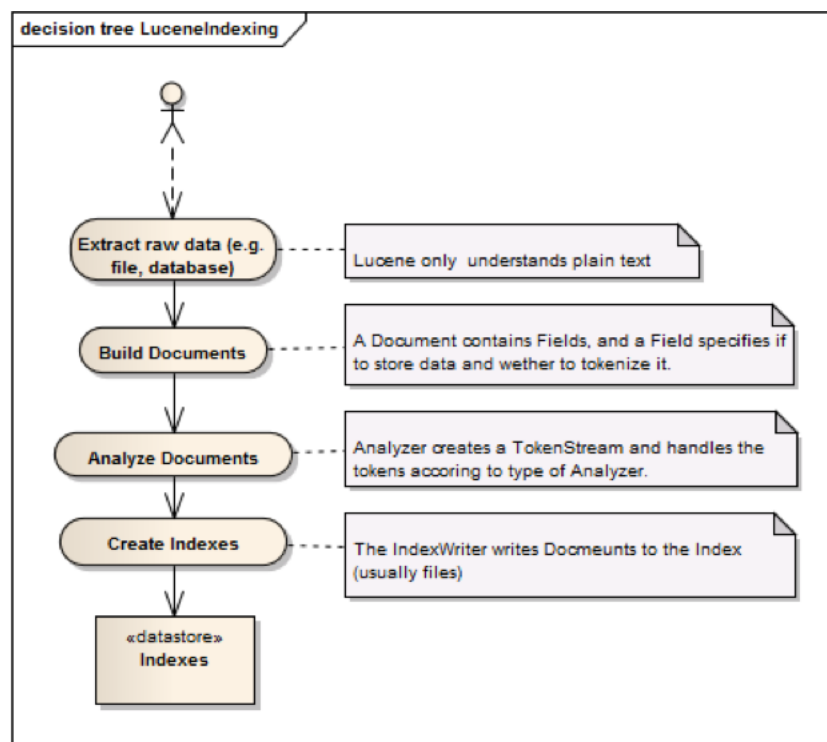 decision tree LuceneIndexing
Extract raw data (e.g.
file, database)
Lucene only understands plain text
Build Documents
A Document contains Fields, and a Field specifies if
to store data and wether to tokenize it.
Analyze Documents
Analyzer creates a TokenStream and handles the
tokens accoring to type of Analyzer.
Create Indexes
The IndexWriter writes Docmeunts to the Index
(usually files)
«datastore»
Indexes